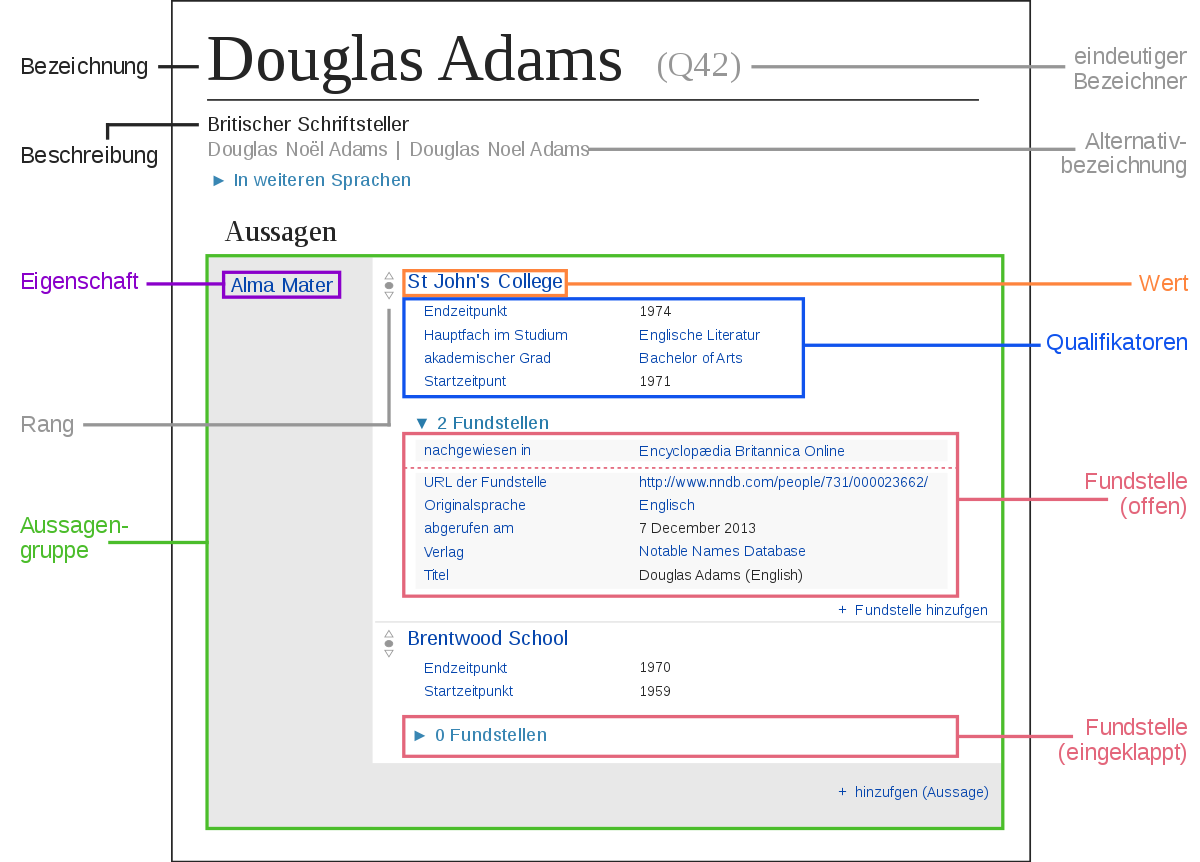 Bezeichnung
Douglas Adams (Q42)
eindeutiger
Bezeichner
Britischer Schriftsteller
Beschreibung
Douglas Noël Adams | Douglas Noel Adams
Alternativ-
bezeichnung
► In weiteren Sprachen
Aussagen
Eigenschaft
Alma Mater
St John's College
Wert
Endzeitpunkt 1974
Hauptfach im Studium Englische Literatur
akademischer Grad Bachelor of Arts
Startzeitpunt 1971
Qualifikatoren
Rang
▼ 2 Fundstellen
nachgewiesen in Encyclopædia Britannica Online
URL der Fundstelle http://www.nndb.com/people/731/000023662/
Originalsprache Englisch
abgerufen am 7 December 2013
Verlag Notable Names Database
Titel Douglas Adams (English)
Fundstelle
(offen)
Aussagen-
gruppe
+ Fundstelle hinzufgen
Brentwood School
Endzeitpunkt 1970
Startzeitpunkt 1959
► 0 Fundstellen
Fundstelle
(eingeklappt)
+ hinzufgen (Aussage)